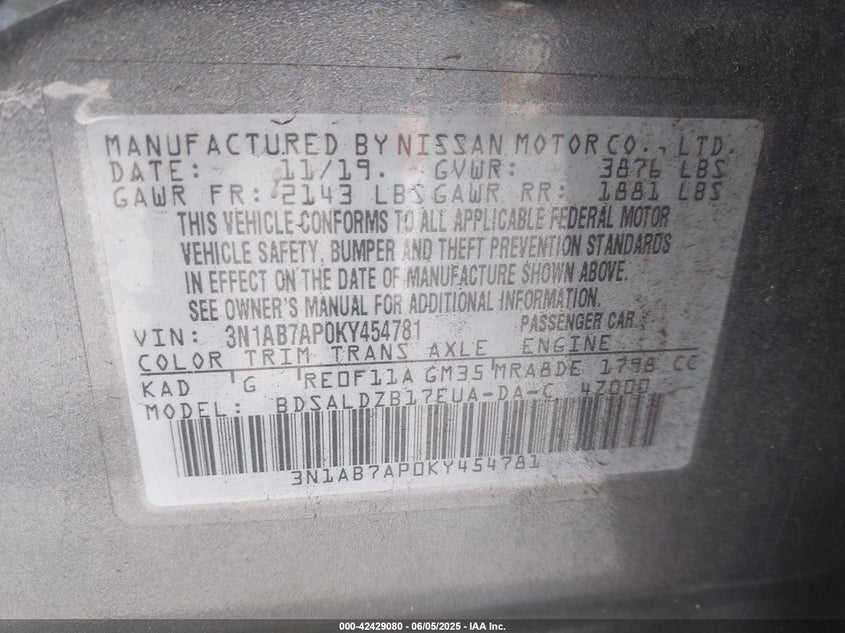 MANUFACTURED BY NISSAN MOTOR CO., LTD.
DATE: 11/19. GVWR: 3876 LBS
GAWR FR: 2143 LBS GAWR RR: 1881 LBS
THIS VEHICLE CONFORMS TO ALL APPLICABLE FEDERAL MOTOR
VEHICLE SAFETY, BUMPER AND THEFT PREVENTION STANDARDS
IN EFFECT ON THE DATE OF MANUFACTURE SHOWN ABOVE.
SEE OWNER'S MANUAL FOR ADDITIONAL INFORMATION.
VIN: 3N1AB7AP0KY454781 PASSENGER CAR
COLOR TRIM TRANS AXLE ENGINE
KAD G RE0F11A GM35 MRA8DE 1798 CC
MODEL: BDSALDZB17EUA-DA-C 4Z000
3N1AB7AP0KY454781
000-42429080 - 06/05/2025 - IAA Inc.